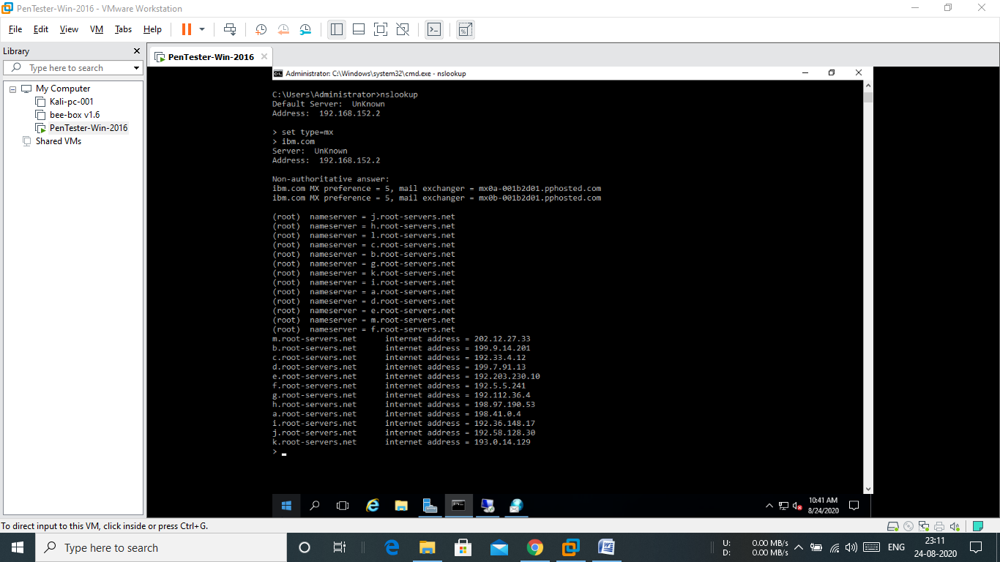 PenTester-Win-2016 - VMware Workstation
File Edit View VM Tabs Help
Library
Type here to search
My Computer
Kali-pc-001
bee-box v1.6
PenTester-Win-2016
Shared VMs
PenTester-Win-2016
Administrator: C:\Windows\system32\cmd.exe - nslookup
C:\Users\Administrator>nslookup
Default Server:  UnKnown
Address:  192.168.152.2
> set type=mx
> ibm.com
Server:  UnKnown
Address:  192.168.152.2
Non-authoritative answer:
ibm.com MX preference = 5, mail exchanger = mx0a-001b2d01.pphosted.com
ibm.com MX preference = 5, mail exchanger = mx0b-001b2d01.pphosted.com
(root)  nameserver = j.root-servers.net
(root)  nameserver = h.root-servers.net
(root)  nameserver = l.root-servers.net
(root)  nameserver = c.root-servers.net
(root)  nameserver = b.root-servers.net
(root)  nameserver = g.root-servers.net
(root)  nameserver = k.root-servers.net
(root)  nameserver = i.root-servers.net
(root)  nameserver = a.root-servers.net
(root)  nameserver = d.root-servers.net
(root)  nameserver = e.root-servers.net
(root)  nameserver = m.root-servers.net
(root)  nameserver = f.root-servers.net
m.root-servers.net      internet address = 202.12.27.33
b.root-servers.net      internet address = 199.9.14.201
c.root-servers.net      internet address = 192.33.4.12
d.root-servers.net      internet address = 199.7.91.13
e.root-servers.net      internet address = 192.203.230.10
f.root-servers.net      internet address = 192.5.5.241
g.root-servers.net      internet address = 192.112.36.4
h.root-servers.net      internet address = 198.97.190.53
a.root-servers.net      internet address = 198.41.0.4
i.root-servers.net      internet address = 192.36.148.17
j.root-servers.net      internet address = 192.58.128.30
k.root-servers.net      internet address = 193.0.14.129
>
10:41 AM
8/24/2020
To direct input to this VM, click inside or press Ctrl+G.
Type here to search
U: 0.00 MB/s
D: 0.00 MB/s
ENG
23:11
24-08-2020